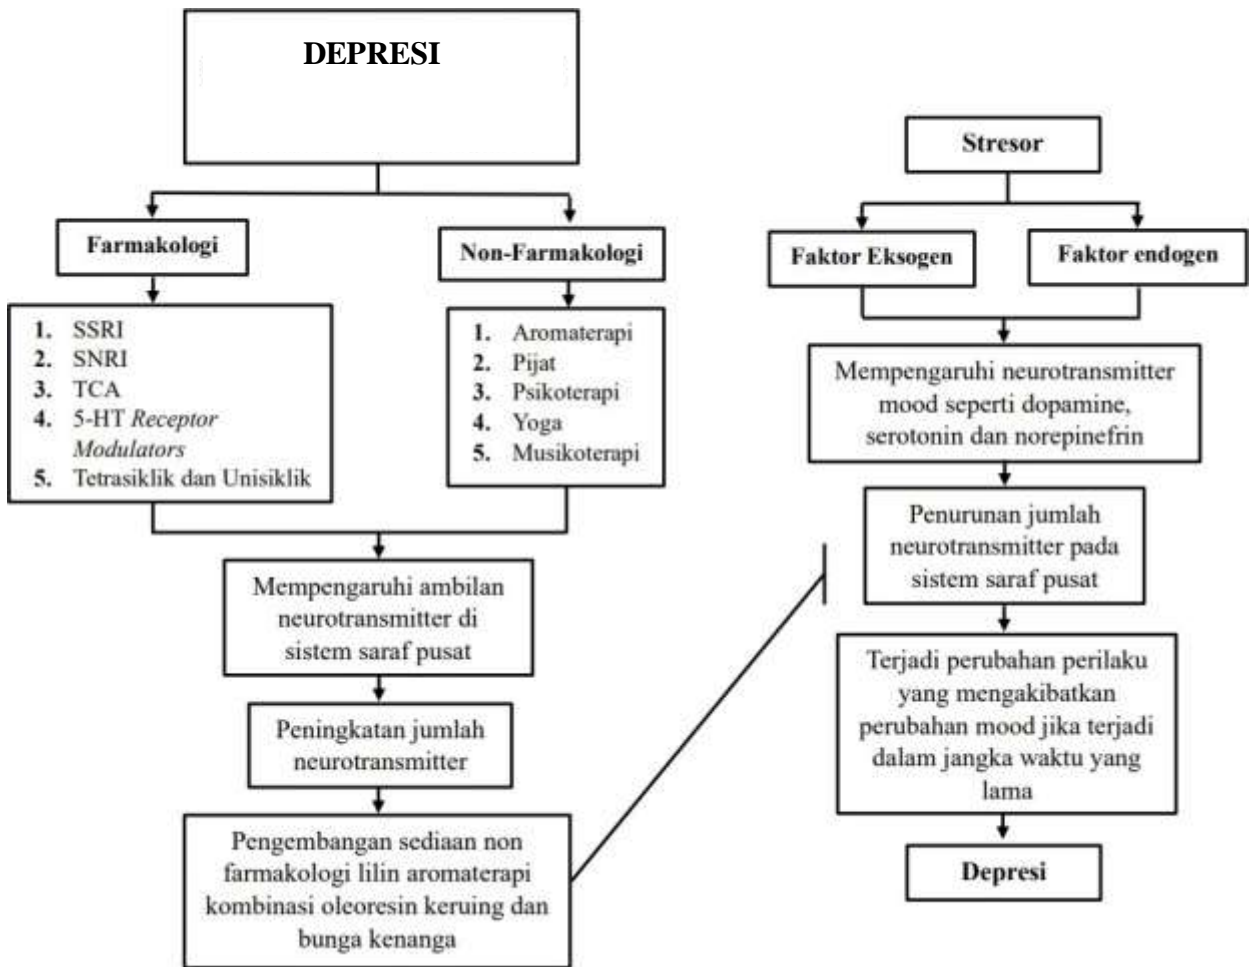 DEPRESI
Farmakologi
Non-Farmakologi
1. SSRI
2. SNRI
3. TCA
4. 5-HT Receptor
Modulators
5. Tetrasiklik dan Unisiklik
1. Aromaterapi
2. Pijat
3. Psikoterapi
4. Yoga
5. Musikoterapi
Mempengaruhi ambilan
neurotransmitter di
sistem saraf pusat
Peningkatan jumlah
neurotransmitter
Pengembangan sediaan non
farmakologi lilin aromaterapi
kombinasi oleoresin keruing dan
bunga kenanga
Stresor
Faktor Eksogen
Faktor endogen
Mempengaruhi neurotransmitter
mood seperti dopamine,
serotonin dan norepinefrin
Penurunan jumlah
neurotransmitter pada
sistem saraf pusat
Terjadi perubahan perilaku
yang mengakibatkan
perubahan mood jika terjadi
dalam jangka waktu yang
lama
Depresi